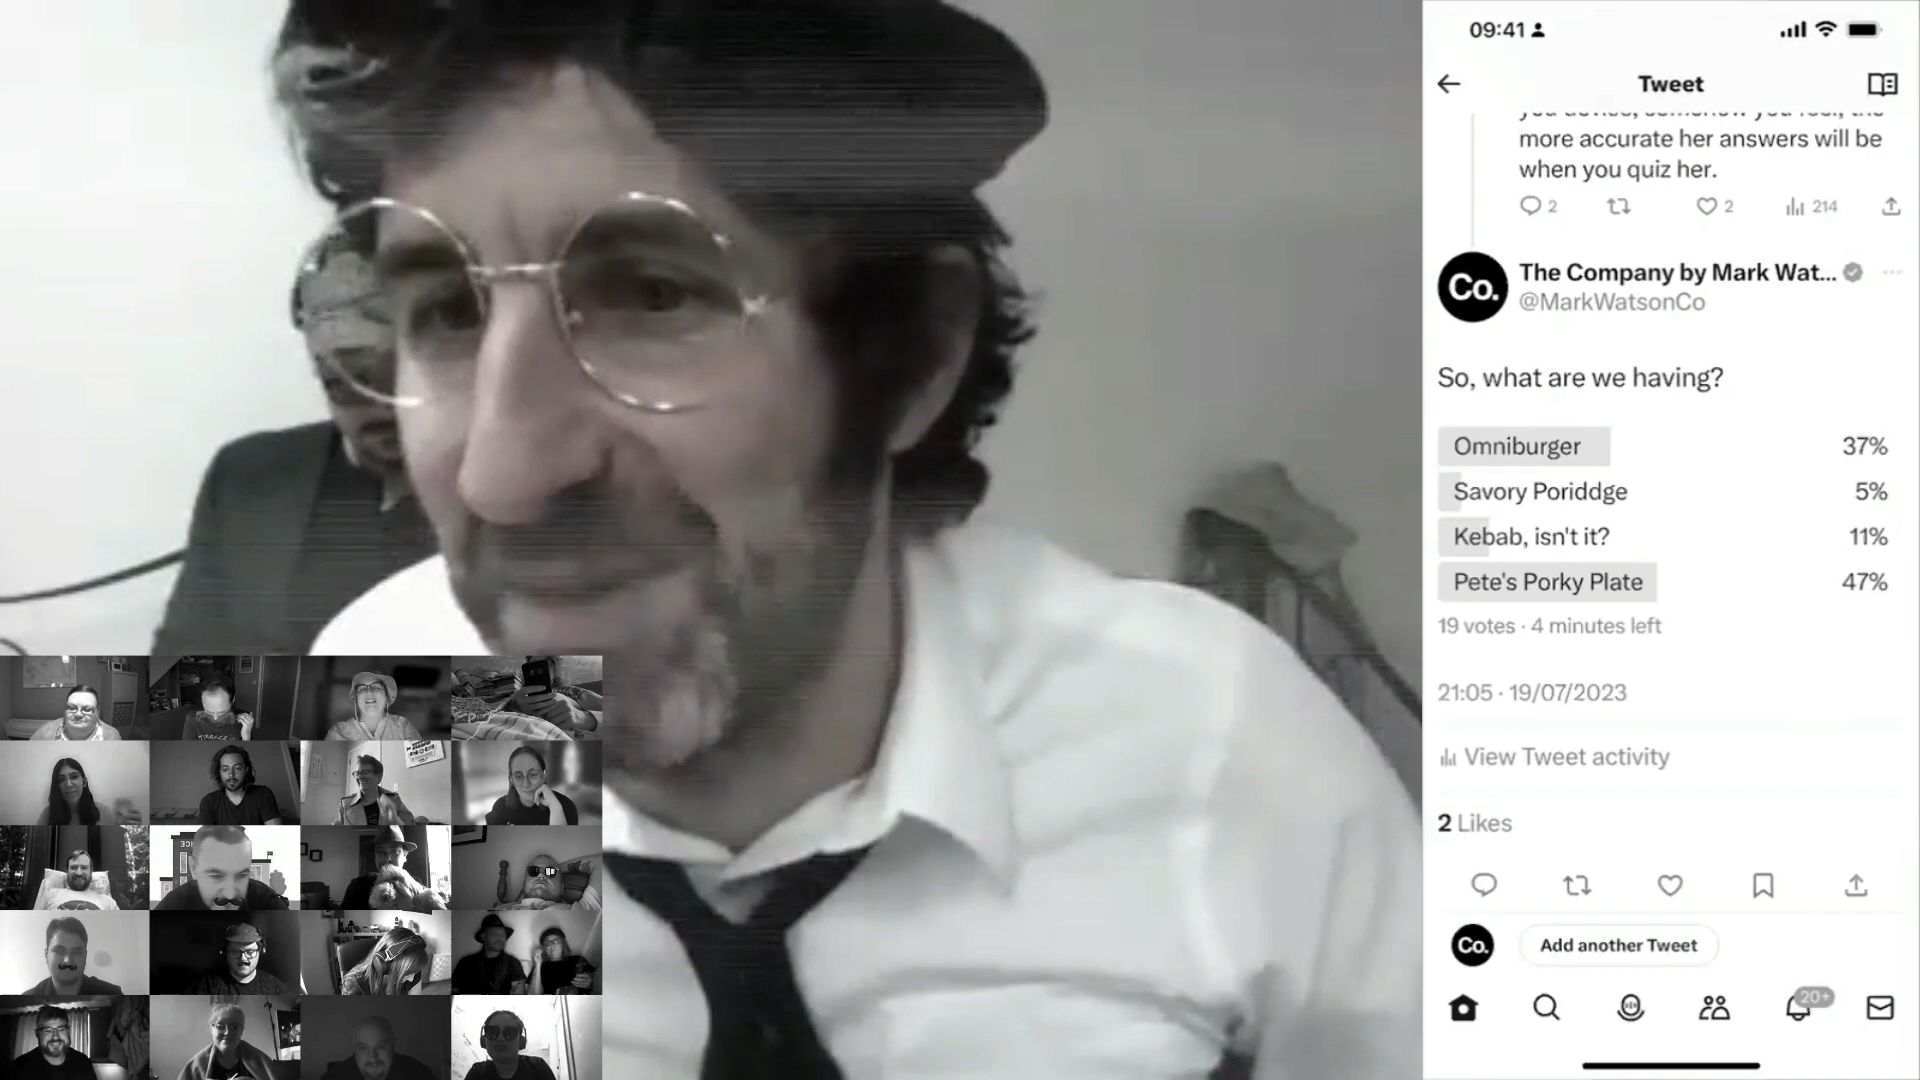 09:41
Tweet
more accurate her answers will be
when you quiz her.
2
2
214
Co.
The Company by Mark Wat...
@MarkWatsonCo
So, what are we having?
Omniburger 37%
Savory Poriddge 5%
Kebab, isn't it? 11%
Pete's Porky Plate 47%
19 votes · 4 minutes left
21:05 · 19/07/2023
View Tweet activity
2 Likes
Co.
Add another Tweet
20+